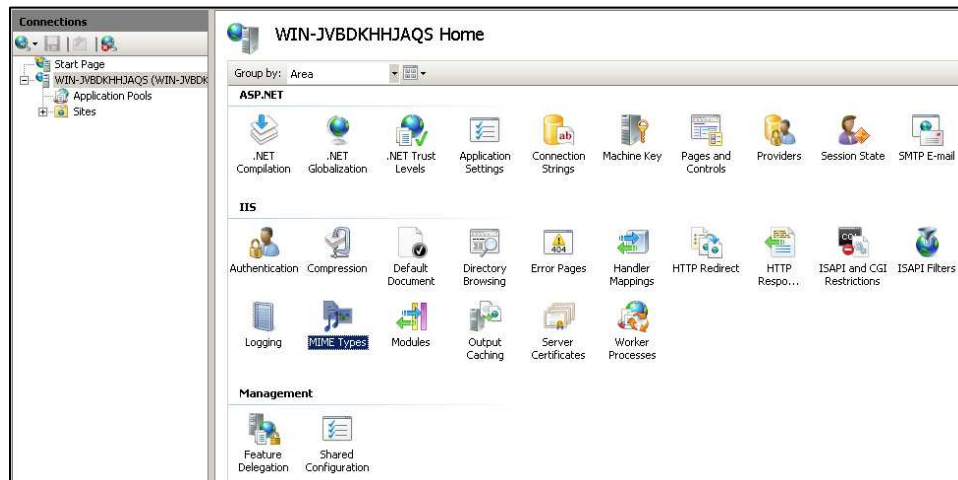 Connections
WIN-JVBDKHHJAQS Home
Start Page
WIN-JVBDKHHJAQS (WIN-JVBDK
Application Pools
Sites
Group by: Area
ASP.NET
.NET Compilation
.NET Globalization
.NET Trust Levels
Application Settings
Connection Strings
Machine Key
Pages and Controls
Providers
Session State
SMTP E-mail
IIS
Authentication
Compression
Default Document
Directory Browsing
Error Pages
Handler Mappings
HTTP Redirect
HTTP Respo...
ISAPI and CGI Restrictions
ISAPI Filters
Logging
MIME Types
Modules
Output Caching
Server Certificates
Worker Processes
Management
Feature Delegation
Shared Configuration